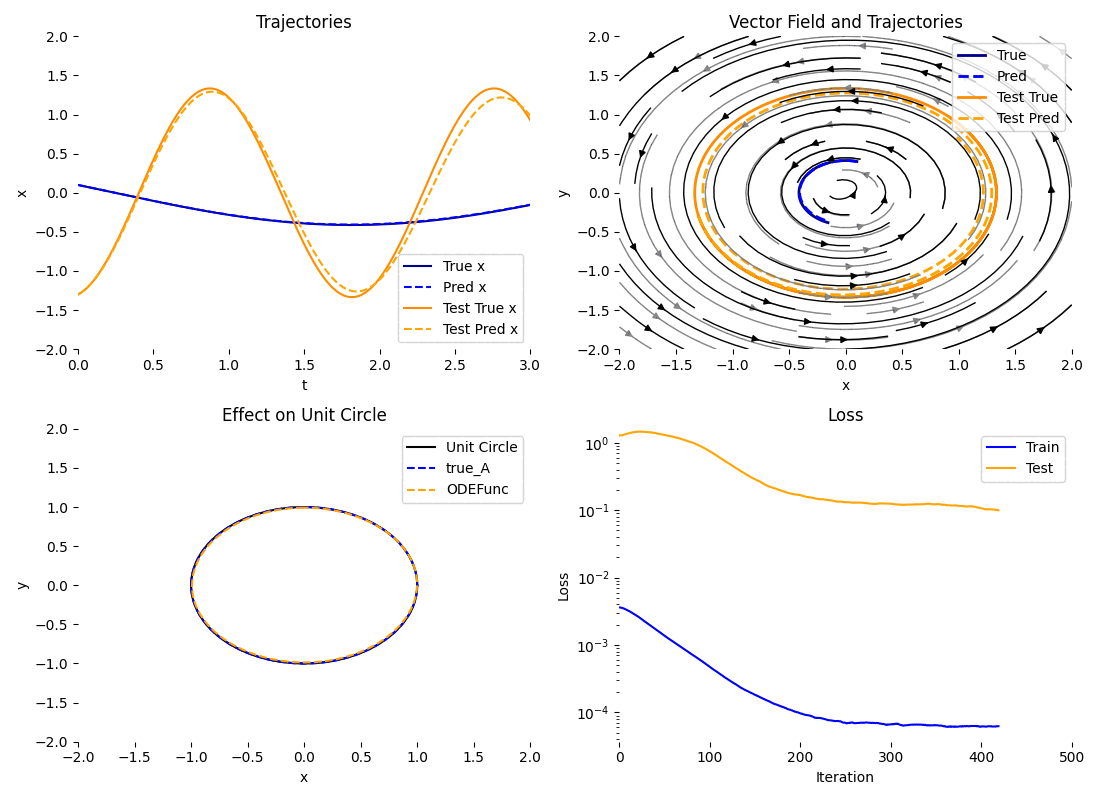 Trajectories
2.0
1.5
1.0
0.5
0.0
−0.5
−1.0
−1.5
−2.0
x
0.0 0.5 1.0 1.5 2.0 2.5 3.0
t
True x
Pred x
Test True x
Test Pred x
Vector Field and Trajectories
2.0
1.5
1.0
0.5
0.0
−0.5
−1.0
−1.5
−2.0
y
−2.0 −1.5 −1.0 −0.5 0.0 0.5 1.0 1.5 2.0
x
True
Pred
Test True
Test Pred
Effect on Unit Circle
2.0
1.5
1.0
0.5
0.0
−0.5
−1.0
−1.5
−2.0
y
−2.0 −1.5 −1.0 −0.5 0.0 0.5 1.0 1.5 2.0
x
Unit Circle
true_A
ODEFunc
Loss
10⁰
10⁻¹
10⁻²
10⁻³
10⁻⁴
Loss
0 100 200 300 400 500
Iteration
Train
Test